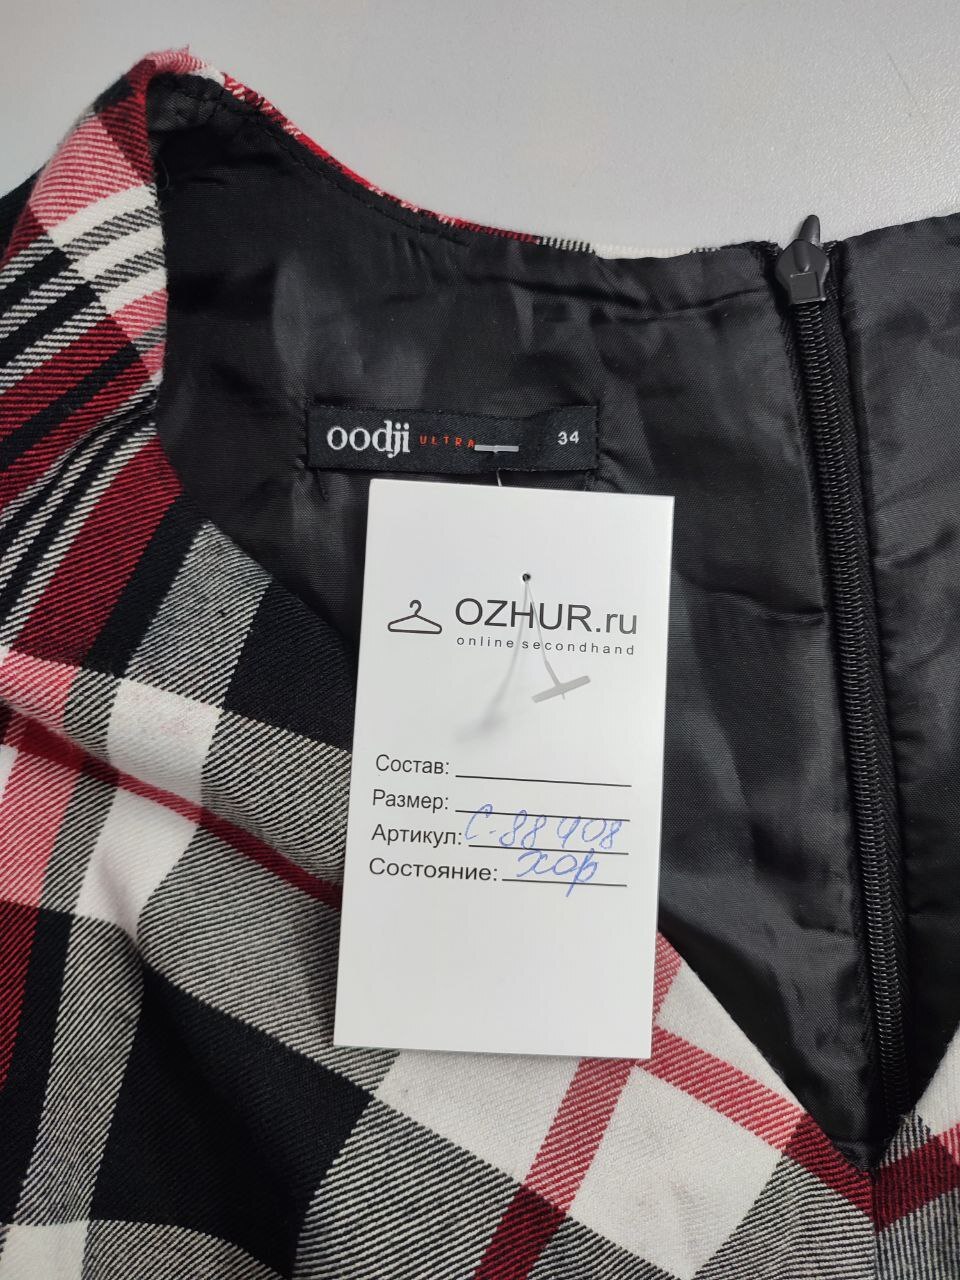 oodji ULTRA 34
OZHUR.ru
online secondhand
Состав:
Размер:
Артикул: С-88408
Состояние: хор